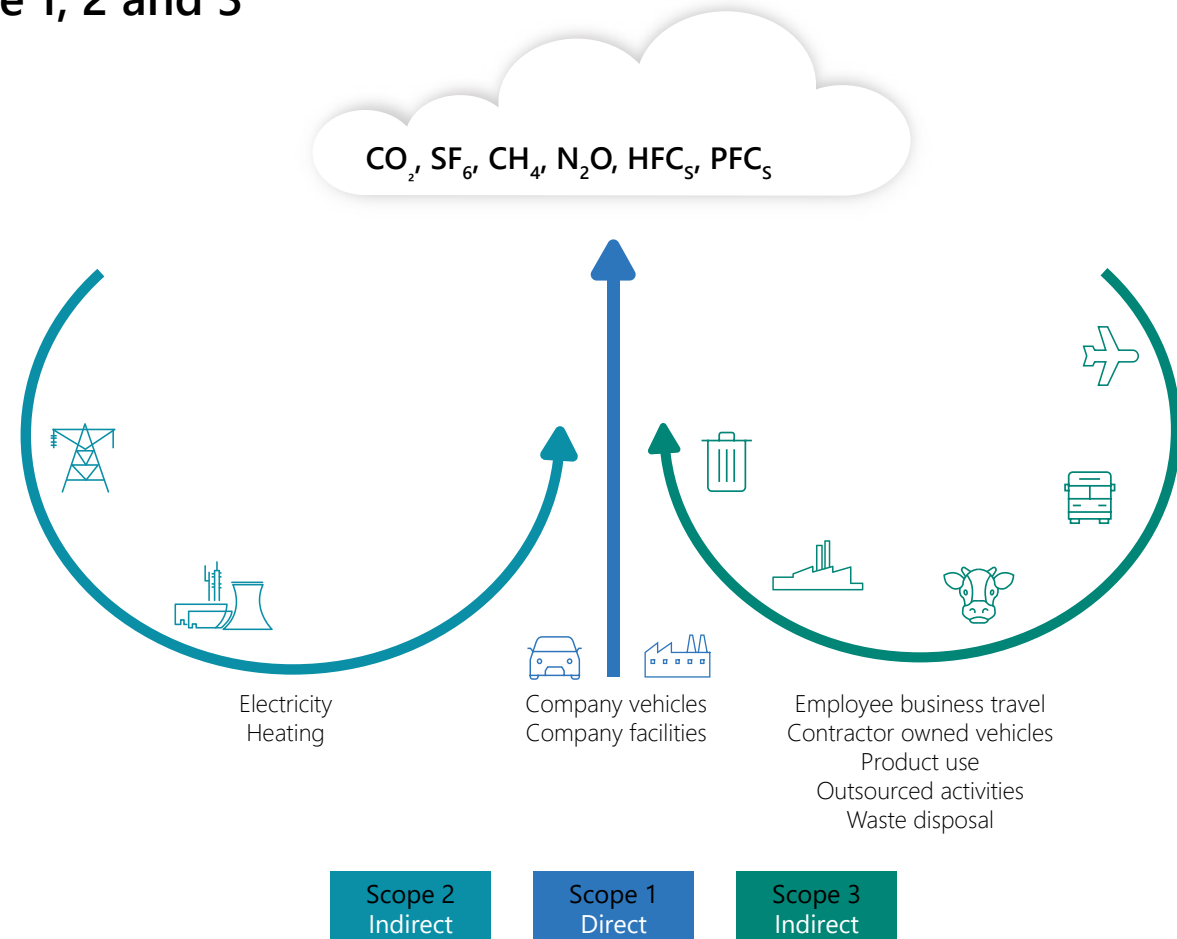 e 1, 2 and 3
CO₂, SF₆, CH₄, N₂O, HFCₛ, PFCₛ
Electricity
Heating
Company vehicles
Company facilities
Employee business travel
Contractor owned vehicles
Product use
Outsourced activities
Waste disposal
Scope 2
Indirect
Scope 1
Direct
Scope 3
Indirect